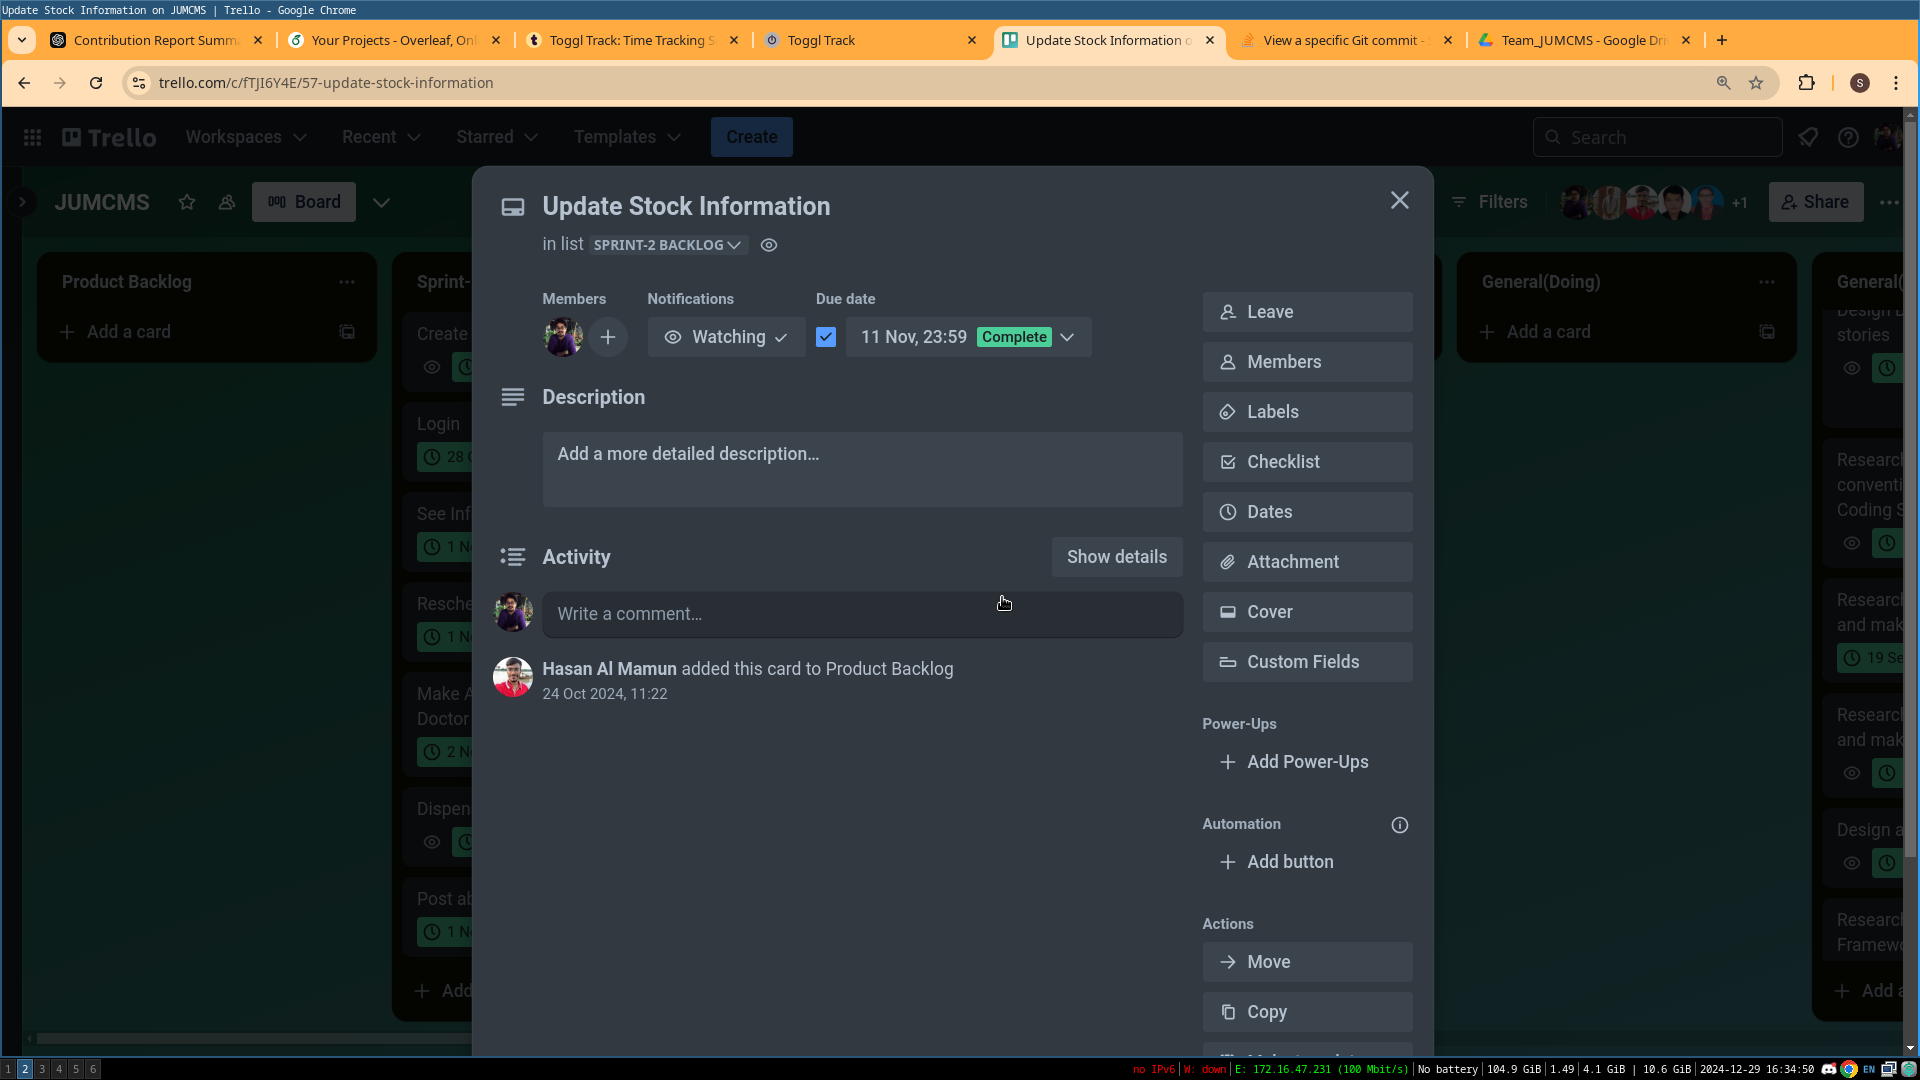 Update Stock Information on JUMCMS | Trello - Google Chrome
Contribution Report Summ
Your Projects - Overleaf, Onl
Toggl Track: Time Tracking S
Toggl Track
Update Stock Information o
View a specific Git commit - S
Team_JUMCMS - Google Dri
trello.com/c/fTJI6Y4E/57-update-stock-information
S
Trello
Workspaces
Recent
Starred
Templates
Create
Search
JUMCMS
Board
Filters
+1
Share
Product Backlog
Add a card
Sprint-
Create
Login
28 O
See Inf
1 No
Resche
1 No
Make A
Doctor
2 No
Dispen
Post ab
1 No
Add
Update Stock Information
in list SPRINT-2 BACKLOG
Members
Notifications
Due date
Watching
11 Nov, 23:59
Complete
Description
Add a more detailed description…
Activity
Show details
Write a comment…
Hasan Al Mamun added this card to Product Backlog
24 Oct 2024, 11:22
Leave
Members
Labels
Checklist
Dates
Attachment
Cover
Custom Fields
Power-Ups
Add Power-Ups
Automation
Add button
Actions
Move
Copy
General(Doing)
Add a card
General(
stories
Research
conventi
Coding S
Research
and mak
19 Se
Research
and mak
Design a
Research
Framewo
Add a
1 2 3 4 5 6
no IPv6 | W: down | E: 172.16.47.231 (100 Mbit/s) | No battery | 104.9 GiB | 1.49 | 4.1 GiB | 10.6 GiB | 2024-12-29 16:34:50
EN